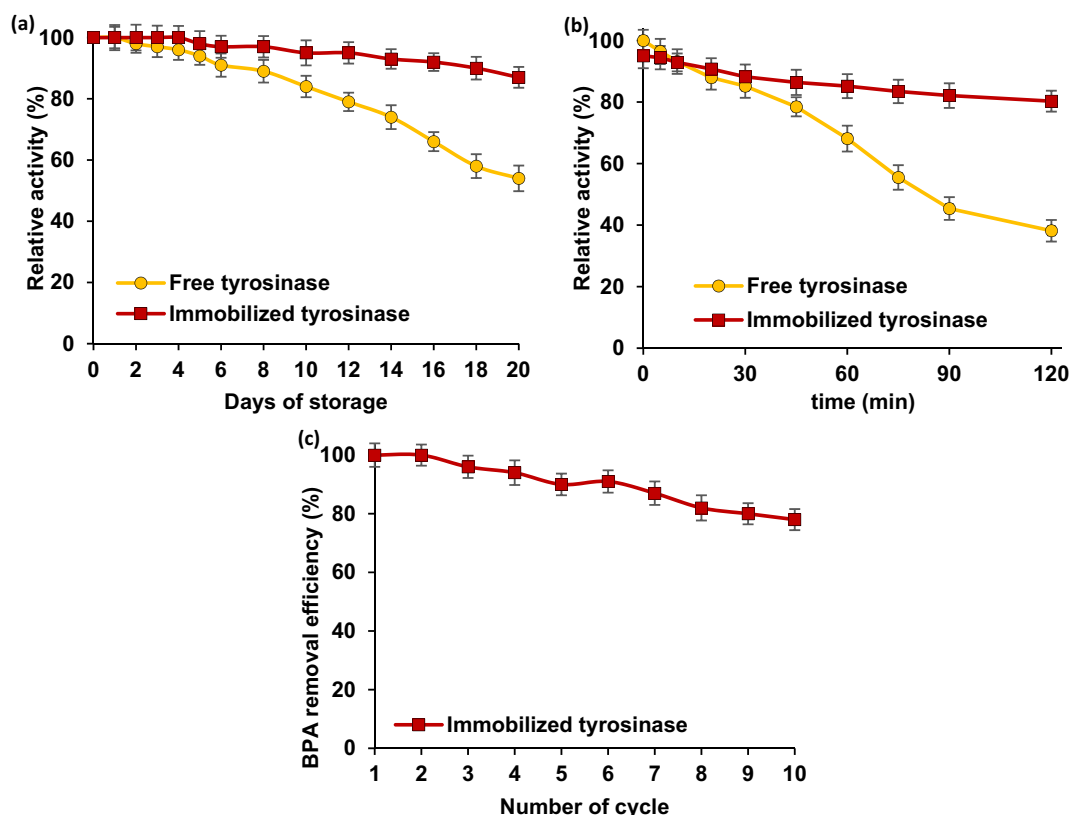 (a)
Relative activity (%)
100
80
60
40
20
0
Free tyrosinase
Immobilized tyrosinase
0 2 4 6 8 10 12 14 16 18 20
Days of storage
(b)
Relative activity (%)
100
80
60
40
20
0
Free tyrosinase
Immobilized tyrosinase
0 30 60 90 120
time (min)
(c)
BPA removal efficiency (%)
100
80
60
40
20
0
Immobilized tyrosinase
1 2 3 4 5 6 7 8 9 10
Number of cycle